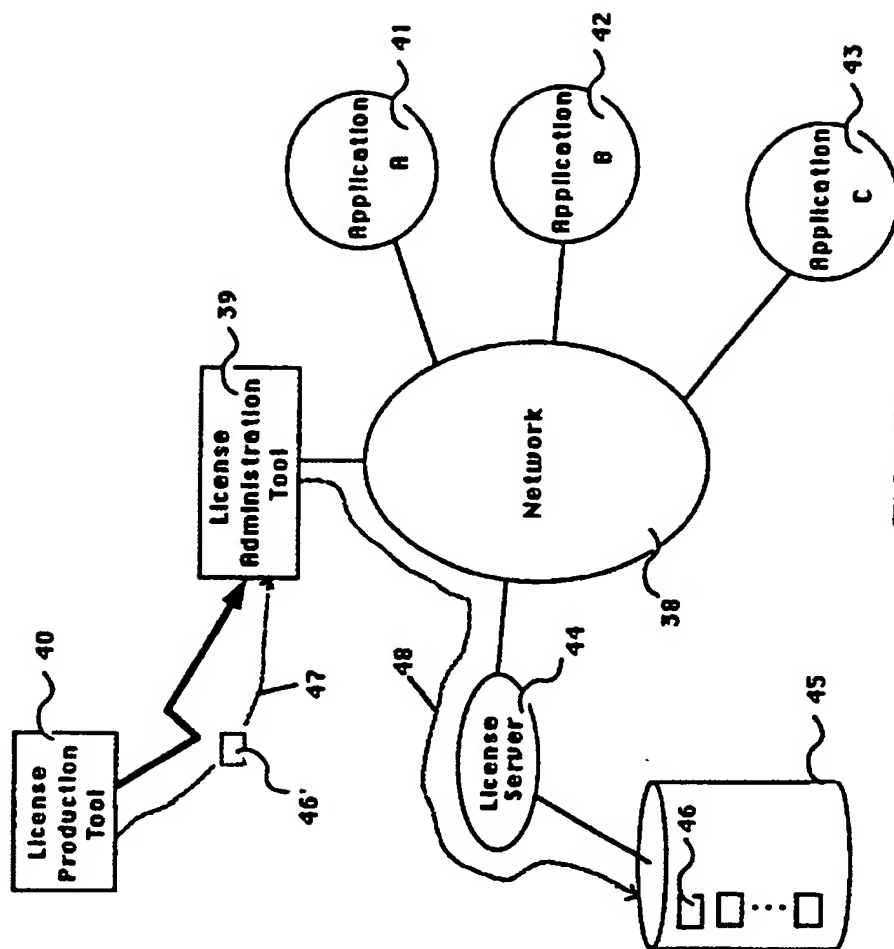 40
License
Production
Tool
46'
47
39
License
Administration
Tool
48
44
License
Server
Network
38
45
46
41
Application
A
42
Application
B
43
Application
C